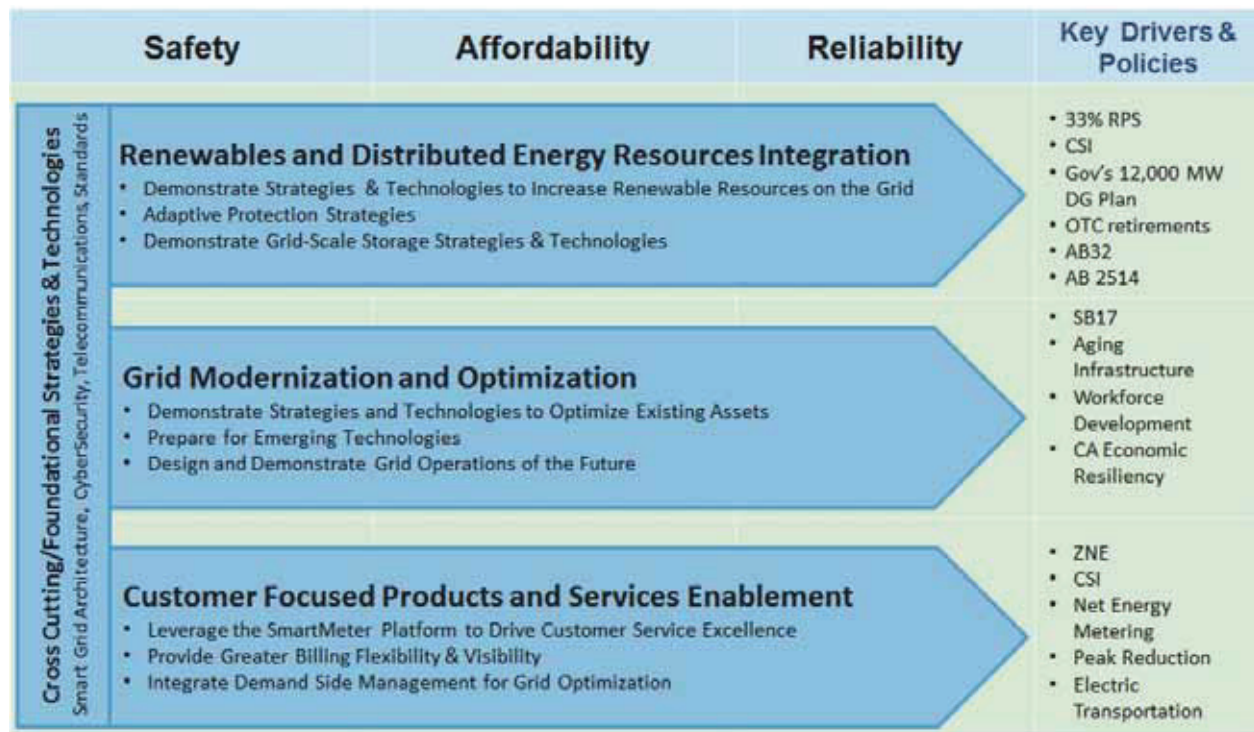 Safety
Affordability
Reliability
Key Drivers &
Policies
Cross Cutting/Foundational Strategies & Technologies
Smart Grid Architecture, CyberSecurity, Telecommunications, Standards
Renewables and Distributed Energy Resources Integration
• Demonstrate Strategies & Technologies to Increase Renewable Resources on the Grid
• Adaptive Protection Strategies
• Demonstrate Grid-Scale Storage Strategies & Technologies
• 33% RPS
• CSI
• Gov's 12,000 MW
DG Plan
• OTC retirements
• AB32
• AB 2514
Grid Modernization and Optimization
• Demonstrate Strategies and Technologies to Optimize Existing Assets
• Prepare for Emerging Technologies
• Design and Demonstrate Grid Operations of the Future
• SB17
• Aging
Infrastructure
• Workforce
Development
• CA Economic
Resiliency
Customer Focused Products and Services Enablement
• Leverage the SmartMeter Platform to Drive Customer Service Excellence
• Provide Greater Billing Flexibility & Visibility
• Integrate Demand Side Management for Grid Optimization
• ZNE
• CSI
• Net Energy
Metering
• Peak Reduction
• Electric
Transportation